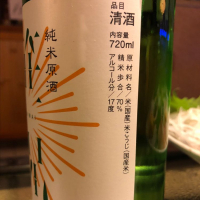 純米原酒
品目
清酒
内容量
720ml
原材料名/米(国産)米こうじ(国産米)
精米歩合/70%
アルコール分/17度